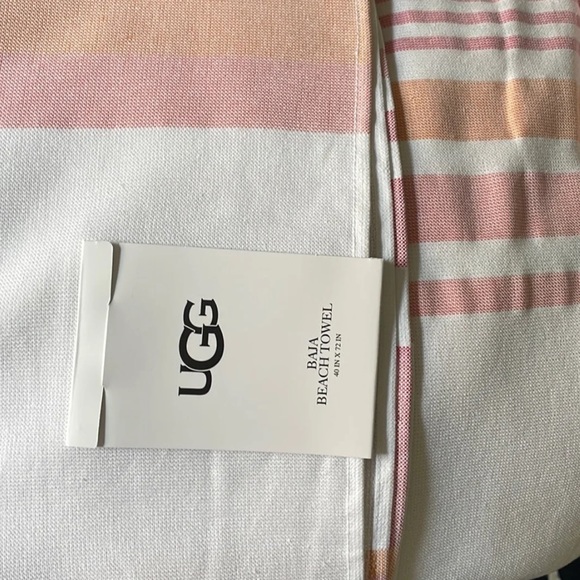 UGG
BAJA
BEACH TOWEL
40 IN X 72 IN